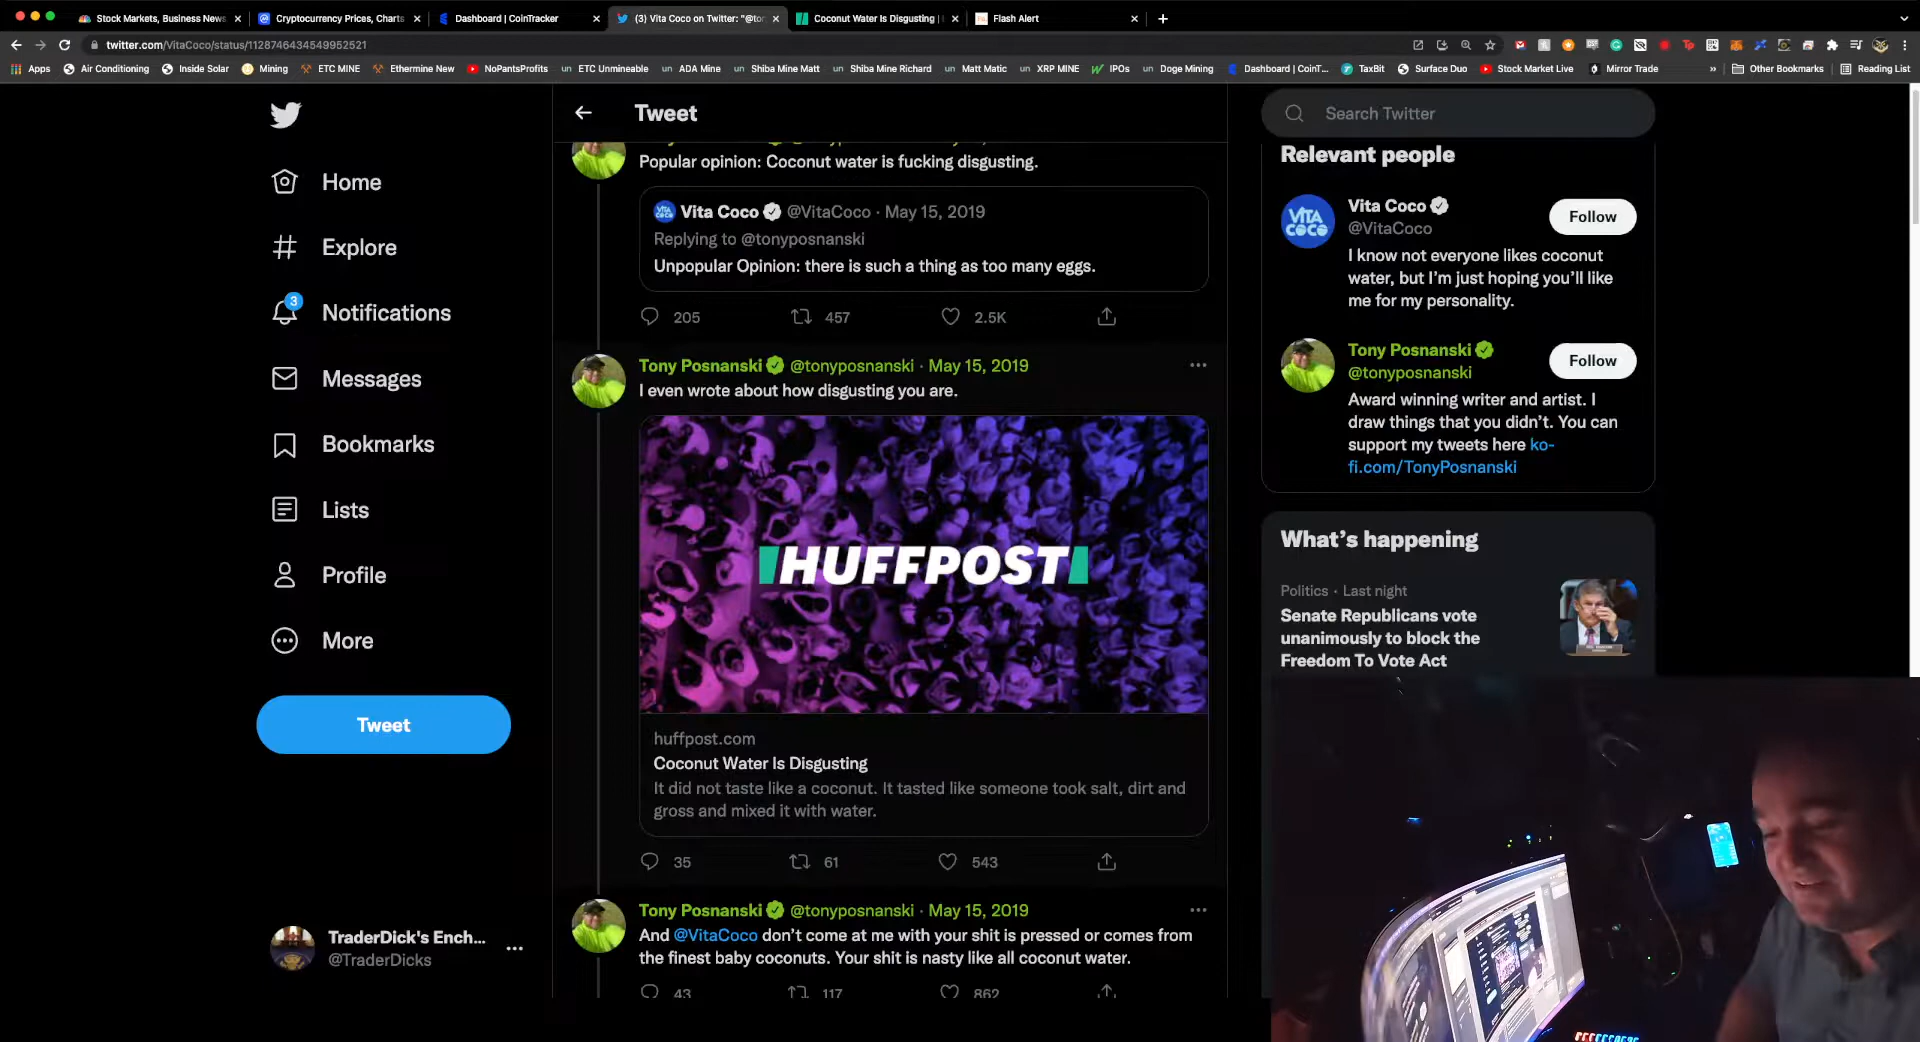 Stock Markets, Business News
Cryptocurrency Prices, Charts
Dashboard | CoinTracker
(3) Vita Coco on Twitter: "@ton
Coconut Water Is Disgusting |
Flash Alert
twitter.com/VitaCoco/status/1128746434549952521
Apps
Air Conditioning
Inside Solar
Mining
ETC MINE
Ethermine New
NoPantsProfits
un ETC Unmineable
un ADA Mine
un Shiba Mine Matt
un Shiba Mine Richard
un Matt Matic
un XRP MINE
IPOs
un Doge Mining
Dashboard | CoinT...
TaxBit
Surface Duo
Stock Market Live
Mirror Trade
»
Other Bookmarks
Reading List
Home
Explore
3
Notifications
Messages
Bookmarks
Lists
Profile
More
Tweet
TraderDick's Ench...
@TraderDicks
Tweet
Popular opinion: Coconut water is fucking disgusting.
Vita Coco @VitaCoco · May 15, 2019
Replying to @tonyposnanski
Unpopular Opinion: there is such a thing as too many eggs.
205 457 2.5K
Tony Posnanski @tonyposnanski · May 15, 2019
I even wrote about how disgusting you are.
HUFFPOST
huffpost.com
Coconut Water Is Disgusting
It did not taste like a coconut. It tasted like someone took salt, dirt and
gross and mixed it with water.
35 61 543
Tony Posnanski @tonyposnanski · May 15, 2019
And @VitaCoco don't come at me with your shit is pressed or comes from
the finest baby coconuts. Your shit is nasty like all coconut water.
43 117 862
Search Twitter
Relevant people
VITA
COCO
Vita Coco
@VitaCoco
Follow
I know not everyone likes coconut
water, but I'm just hoping you'll like
me for my personality.
Tony Posnanski
@tonyposnanski
Follow
Award winning writer and artist. I
draw things that you didn't. You can
support my tweets here ko-
fi.com/TonyPosnanski
What's happening
Politics · Last night
Senate Republicans vote
unanimously to block the
Freedom To Vote Act